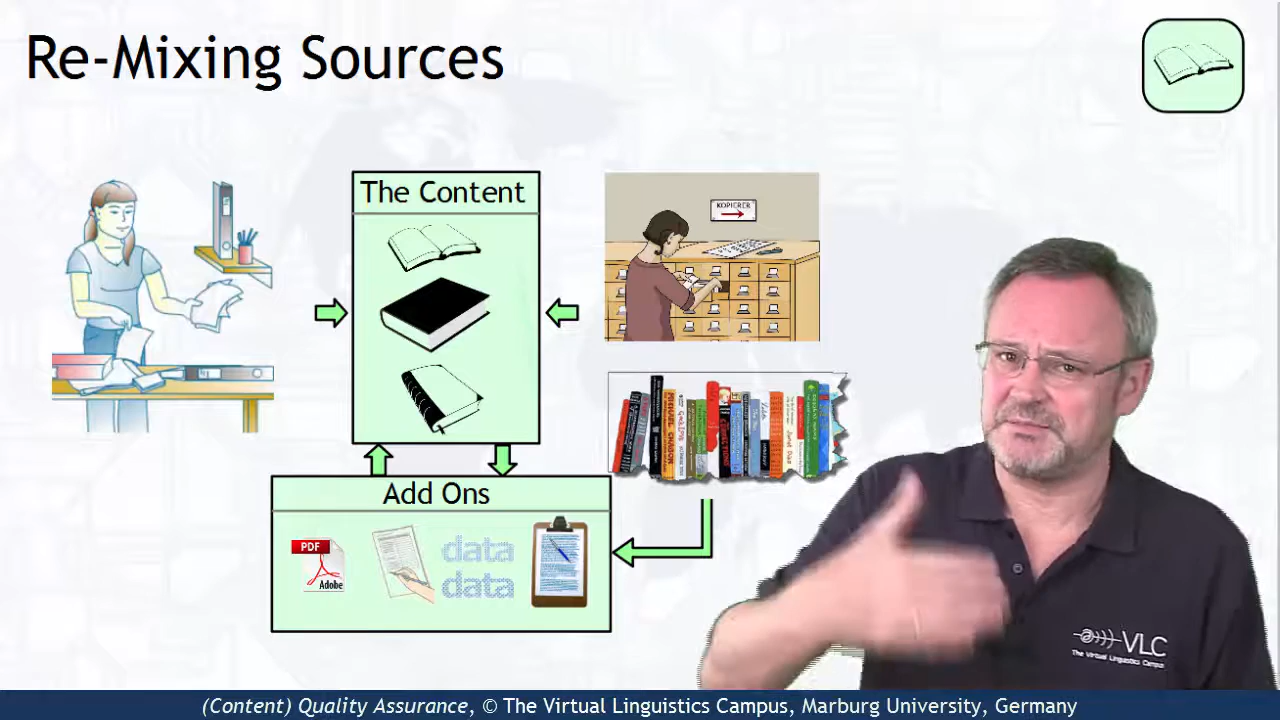 Re-Mixing Sources
The Content
KOPIERER
Add Ons
PDF
Adobe
data
data
VLC
The Virtual Linguistics Campus
(Content) Quality Assurance, © The Virtual Linguistics Campus, Marburg University, Germany